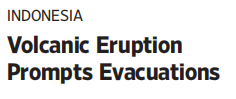 INDONESIA
Volcanic Eruption
Prompts Evacuations